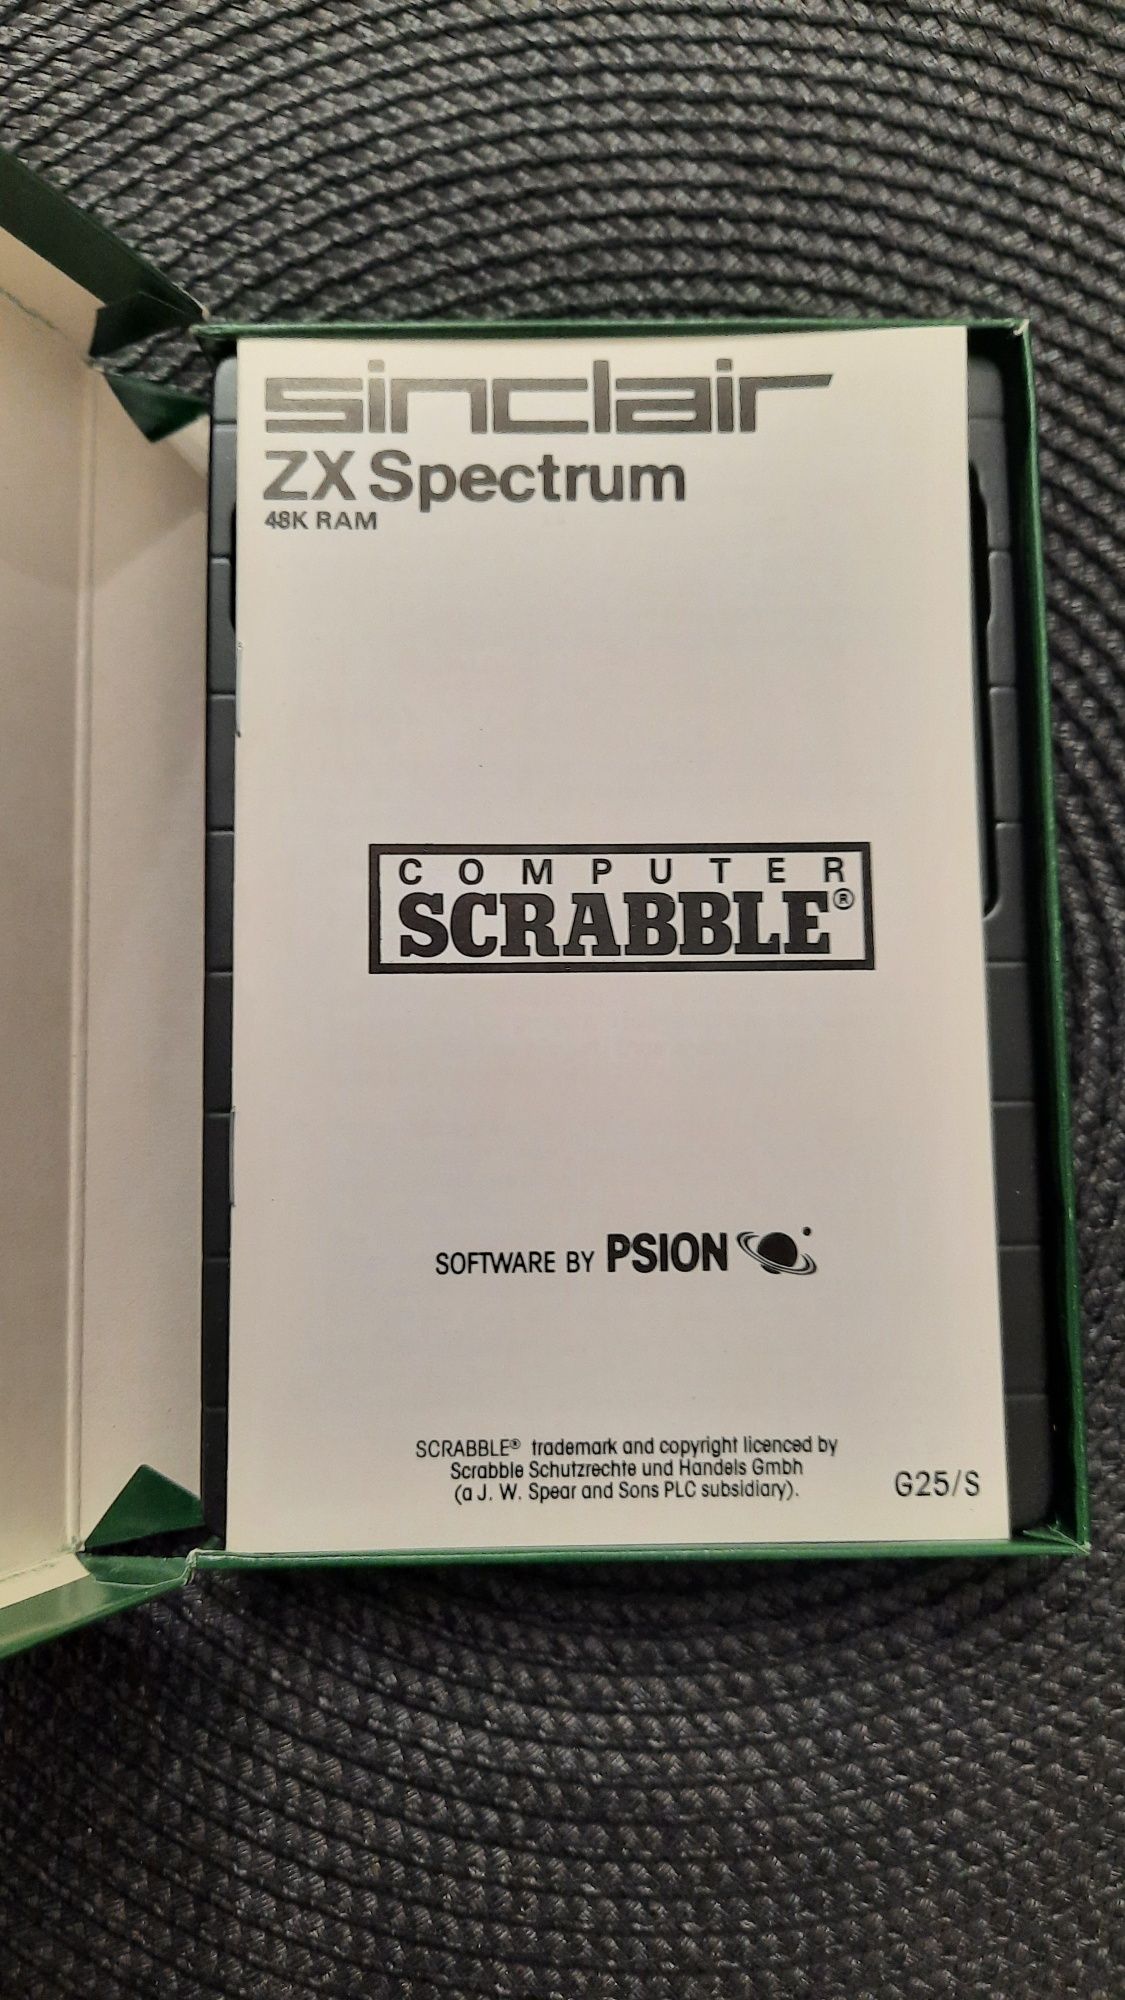 sinclair
ZX Spectrum
48K RAM
COMPUTER
SCRABBLE®
SOFTWARE BY PSION
SCRABBLE® trademark and copyright licenced by
Scrabble Schutzrechte und Handels Gmbh
(a J. W. Spear and Sons PLC subsidiary).
G25/S